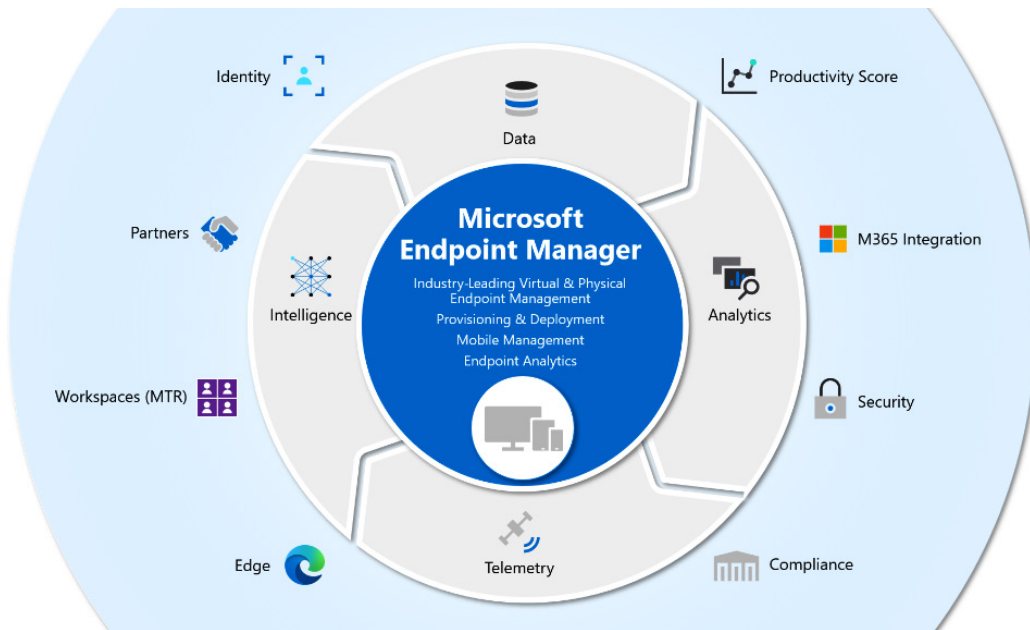 Identity
Productivity Score
Data
Microsoft
Endpoint Manager
Industry-Leading Virtual & Physical
Endpoint Management
Provisioning & Deployment
Mobile Management
Endpoint Analytics
Partners
M365 Integration
Intelligence
Analytics
Workspaces (MTR)
Security
Edge
Telemetry
Compliance